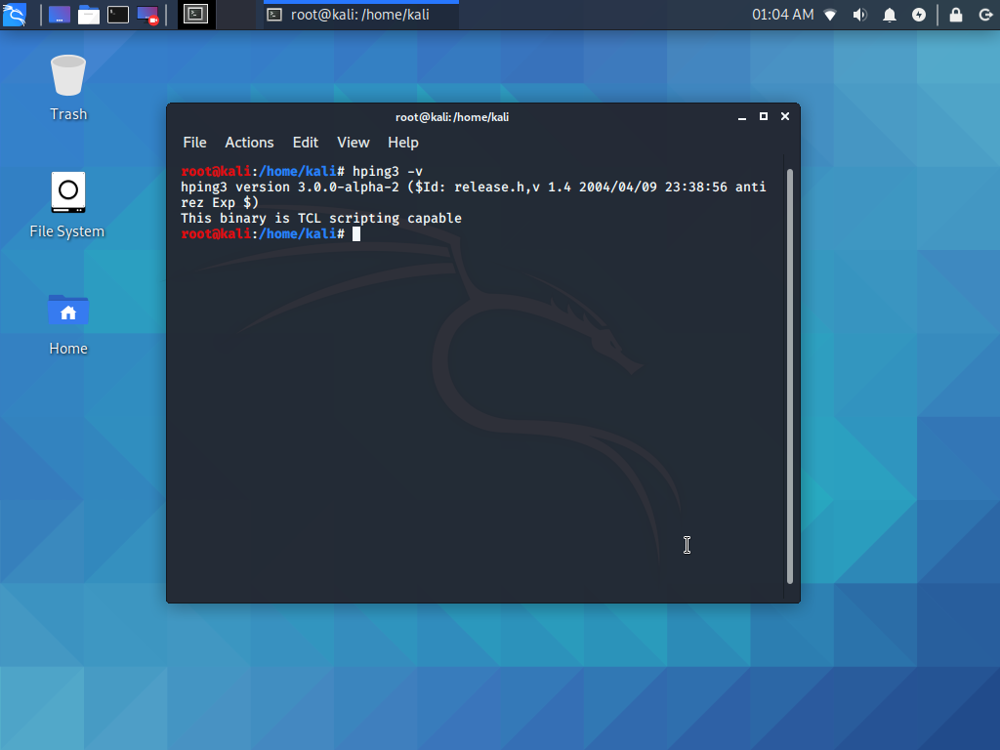 root@kali: /home/kali
01:04 AM
Trash
File System
Home
root@kali: /home/kali
File Actions Edit View Help
root@kali:/home/kali# hping3 -v
hping3 version 3.0.0-alpha-2 ($Id: release.h,v 1.4 2004/04/09 23:38:56 anti
rez Exp $)
This binary is TCL scripting capable
root@kali:/home/kali#